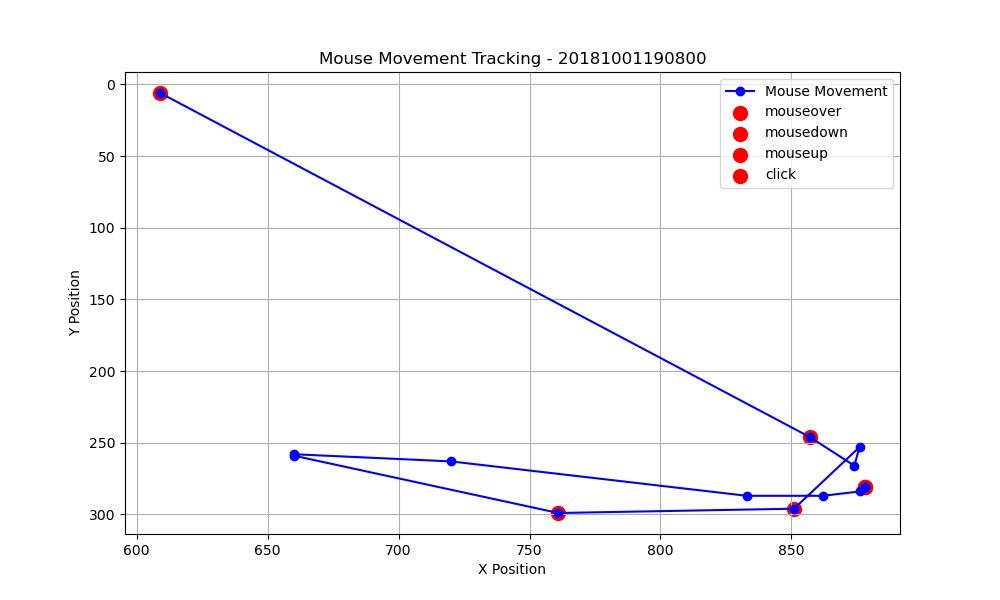 Mouse Movement Tracking - 20181001190800
Mouse Movement
mouseover
mousedown
mouseup
click
0
50
100
150
200
250
300
Y Position
600
650
700
750
800
850
X Position